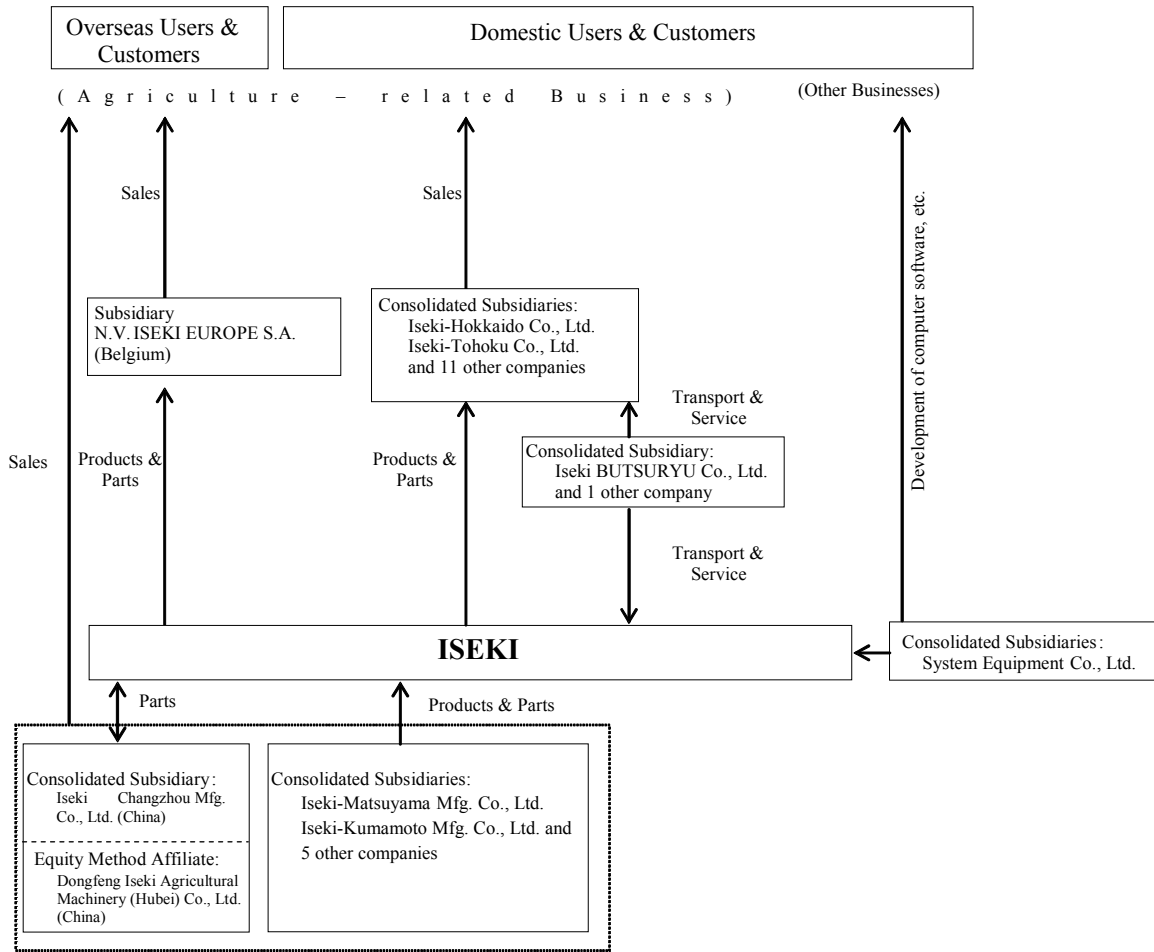 Overseas Users &
Customers
Domestic Users & Customers
(Agriculture – related Business)
(Other Businesses)
Sales
Sales
Development of computer software, etc.
Subsidiary
N.V. ISEKI EUROPE S.A.
(Belgium)
Consolidated Subsidiaries:
Iseki-Hokkaido Co., Ltd.
Iseki-Tohoku Co., Ltd.
and 11 other companies
Transport &
Service
Sales
Products &
Parts
Products &
Parts
Consolidated Subsidiary:
Iseki BUTSURYU Co., Ltd.
and 1 other company
Transport &
Service
ISEKI
Consolidated Subsidiaries:
System Equipment Co., Ltd.
Parts
Products & Parts
Consolidated Subsidiary:
Iseki Changzhou Mfg.
Co., Ltd. (China)
Equity Method Affiliate:
Dongfeng Iseki Agricultural
Machinery (Hubei) Co., Ltd.
(China)
Consolidated Subsidiaries:
Iseki-Matsuyama Mfg. Co., Ltd.
Iseki-Kumamoto Mfg. Co., Ltd. and
5 other companies